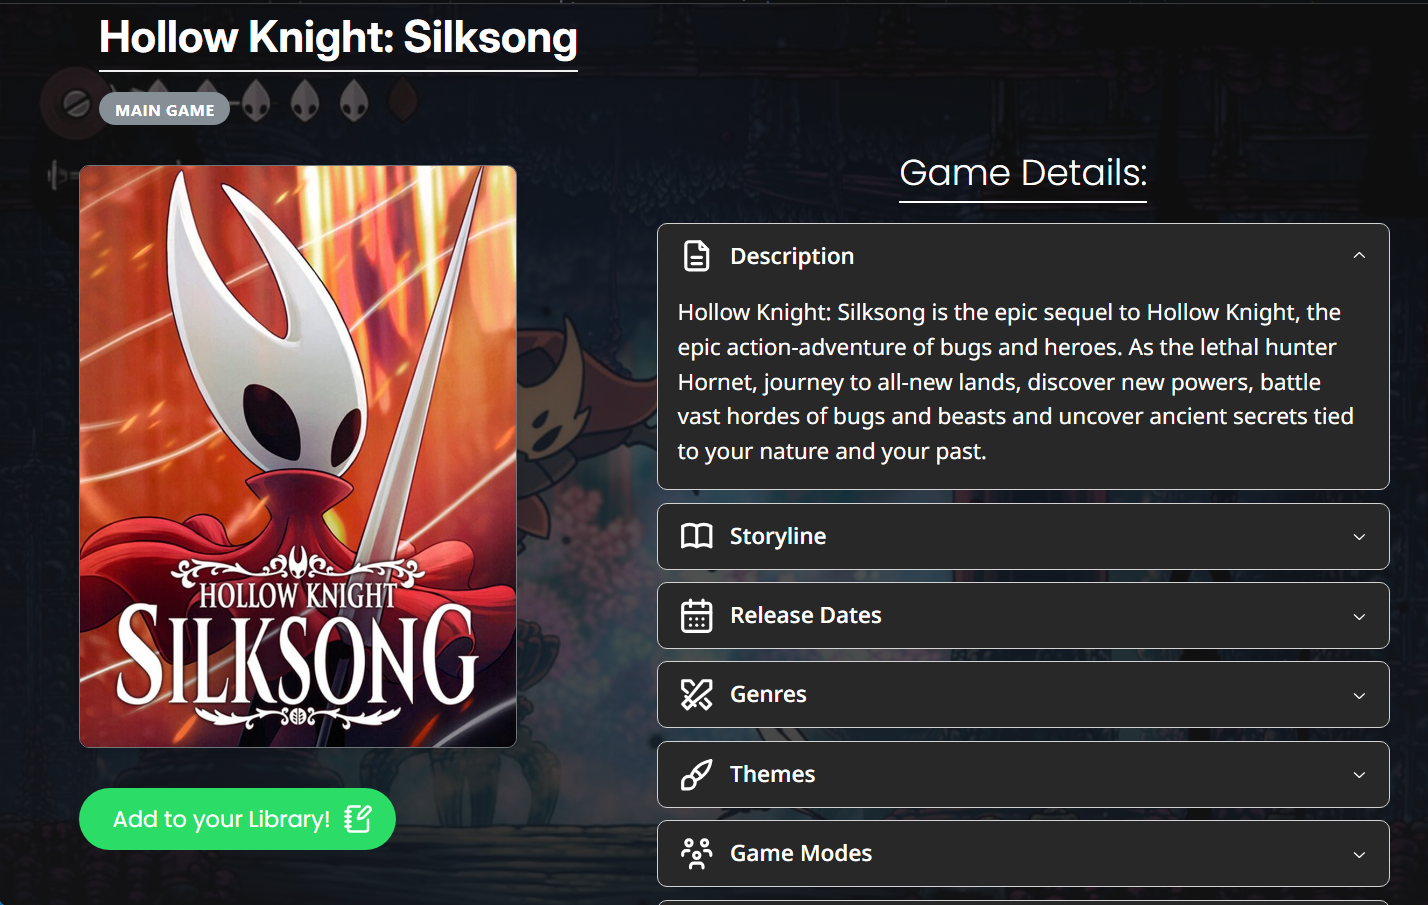 Hollow Knight: Silksong
MAIN GAME
HOLLOW KNIGHT
SILKSONG
Add to your Library!
Game Details:
Description
Hollow Knight: Silksong is the epic sequel to Hollow Knight, the
epic action-adventure of bugs and heroes. As the lethal hunter
Hornet, journey to all-new lands, discover new powers, battle
vast hordes of bugs and beasts and uncover ancient secrets tied
to your nature and your past.
Storyline
Release Dates
Genres
Themes
Game Modes